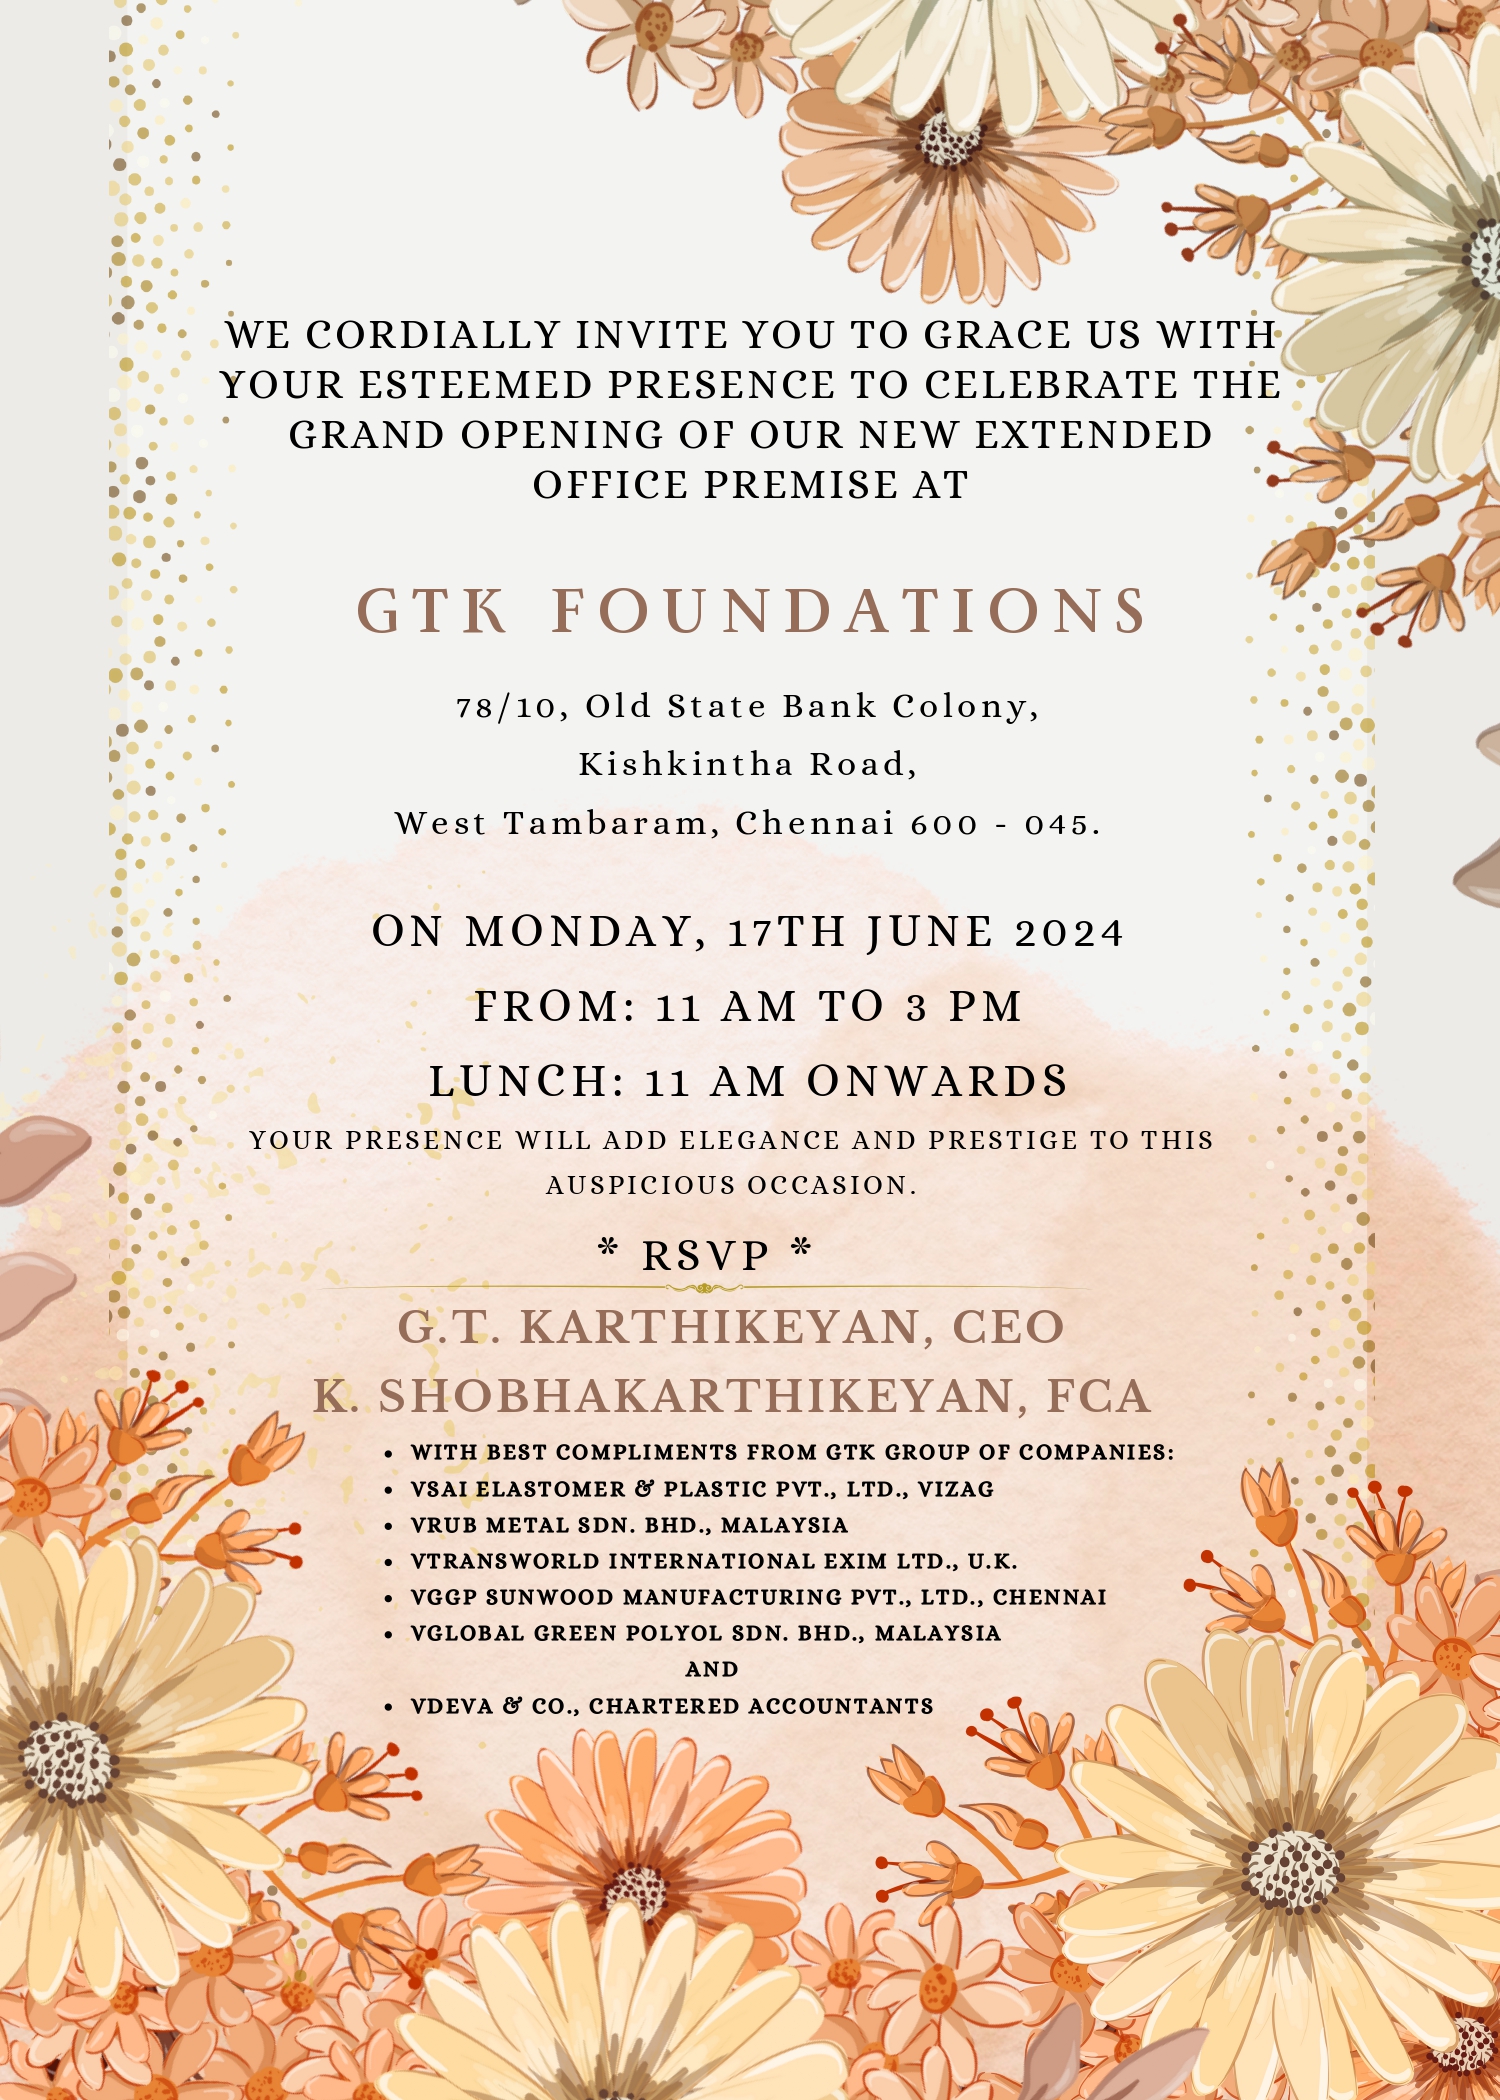 WE CORDIALLY INVITE YOU TO GRACE US WITH
YOUR ESTEEMED PRESENCE TO CELEBRATE THE
GRAND OPENING OF OUR NEW EXTENDED
OFFICE PREMISE AT
GTK FOUNDATIONS
78/10, Old State Bank Colony,
Kishkintha Road,
West Tambaram, Chennai 600 - 045.
ON MONDAY, 17TH JUNE 2024
FROM: 11 AM TO 3 PM
LUNCH: 11 AM ONWARDS
YOUR PRESENCE WILL ADD ELEGANCE AND PRESTIGE TO THIS
AUSPICIOUS OCCASION.
* RSVP *
G.T. KARTHIKEYAN, CEO
K. SHOBHAKARTHIKEYAN, FCA
• WITH BEST COMPLIMENTS FROM GTK GROUP OF COMPANIES:
• VSAI ELASTOMER & PLASTIC PVT., LTD., VIZAG
• VRUB METAL SDN. BHD., MALAYSIA
• VTRANSWORLD INTERNATIONAL EXIM LTD., U.K.
• VGGP SUNWOOD MANUFACTURING PVT., LTD., CHENNAI
• VGLOBAL GREEN POLYOL SDN. BHD., MALAYSIA
AND
• VDEVA & CO., CHARTERED ACCOUNTANTS